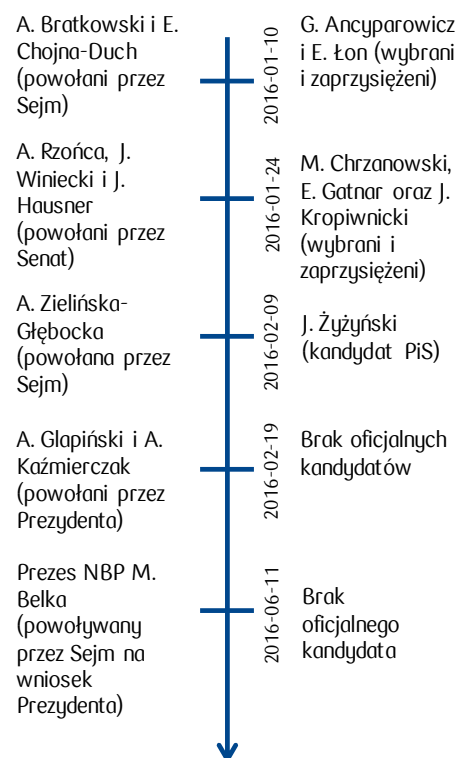 A. Bratkowski i E.
Chojna-Duch
(powołani przez
Sejm)
2016-01-10
G. Ancyparowicz
i E. Łon (wybrani
i zaprzysiężeni)
A. Rzońca, J.
Winiecki i J.
Hausner
(powołani przez
Senat)
2016-01-24
M. Chrzanowski,
E. Gatnar oraz J.
Kropiwnicki
(wybrani i
zaprzysiężeni)
A. Zielińska-
Głębocka
(powołana przez
Sejm)
2016-02-09
J. Żyżyński
(kandydat PiS)
A. Glapiński i A.
Kaźmierczak
(powołani przez
Prezydenta)
2016-02-19
Brak oficjalnych
kandydatów
Prezes NBP M.
Belka
(powoływany
przez Sejm na
wniosek
Prezydenta)
2016-06-11
Brak
oficjalnego
kandydata